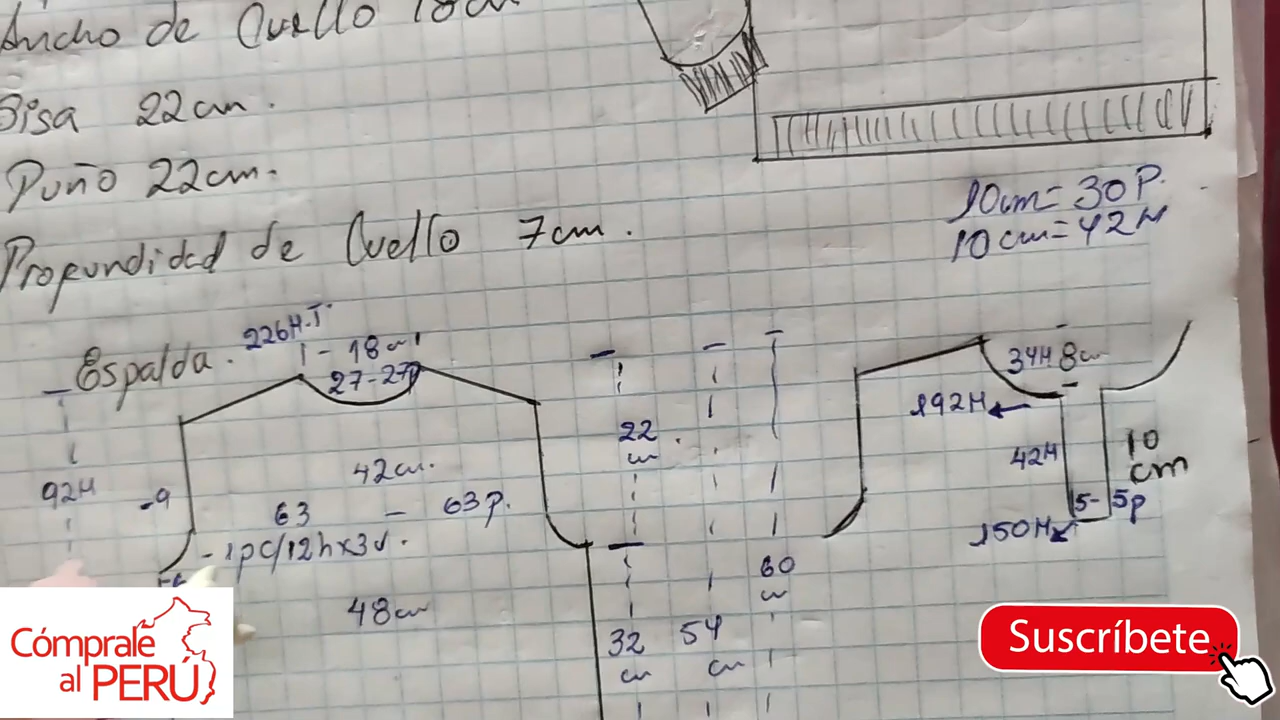 Ancho de Cuello 18cm
Sisa 22cm.
Puño 22cm.
Profundidad de Cuello 7cm.
10cm = 30P.
10cm = 42H
Espalda. 226H.T.
1 - 18cm
27-27p
34H 8cm
192H
22
cm
42cm.
42H
10
cm
92H
-9
63 - 63p.
5- 5p
150H
-1pc/12hx3v.
60
cm
48cm
32
cm
54
cm
Cómprale
al PERÚ
Suscríbete